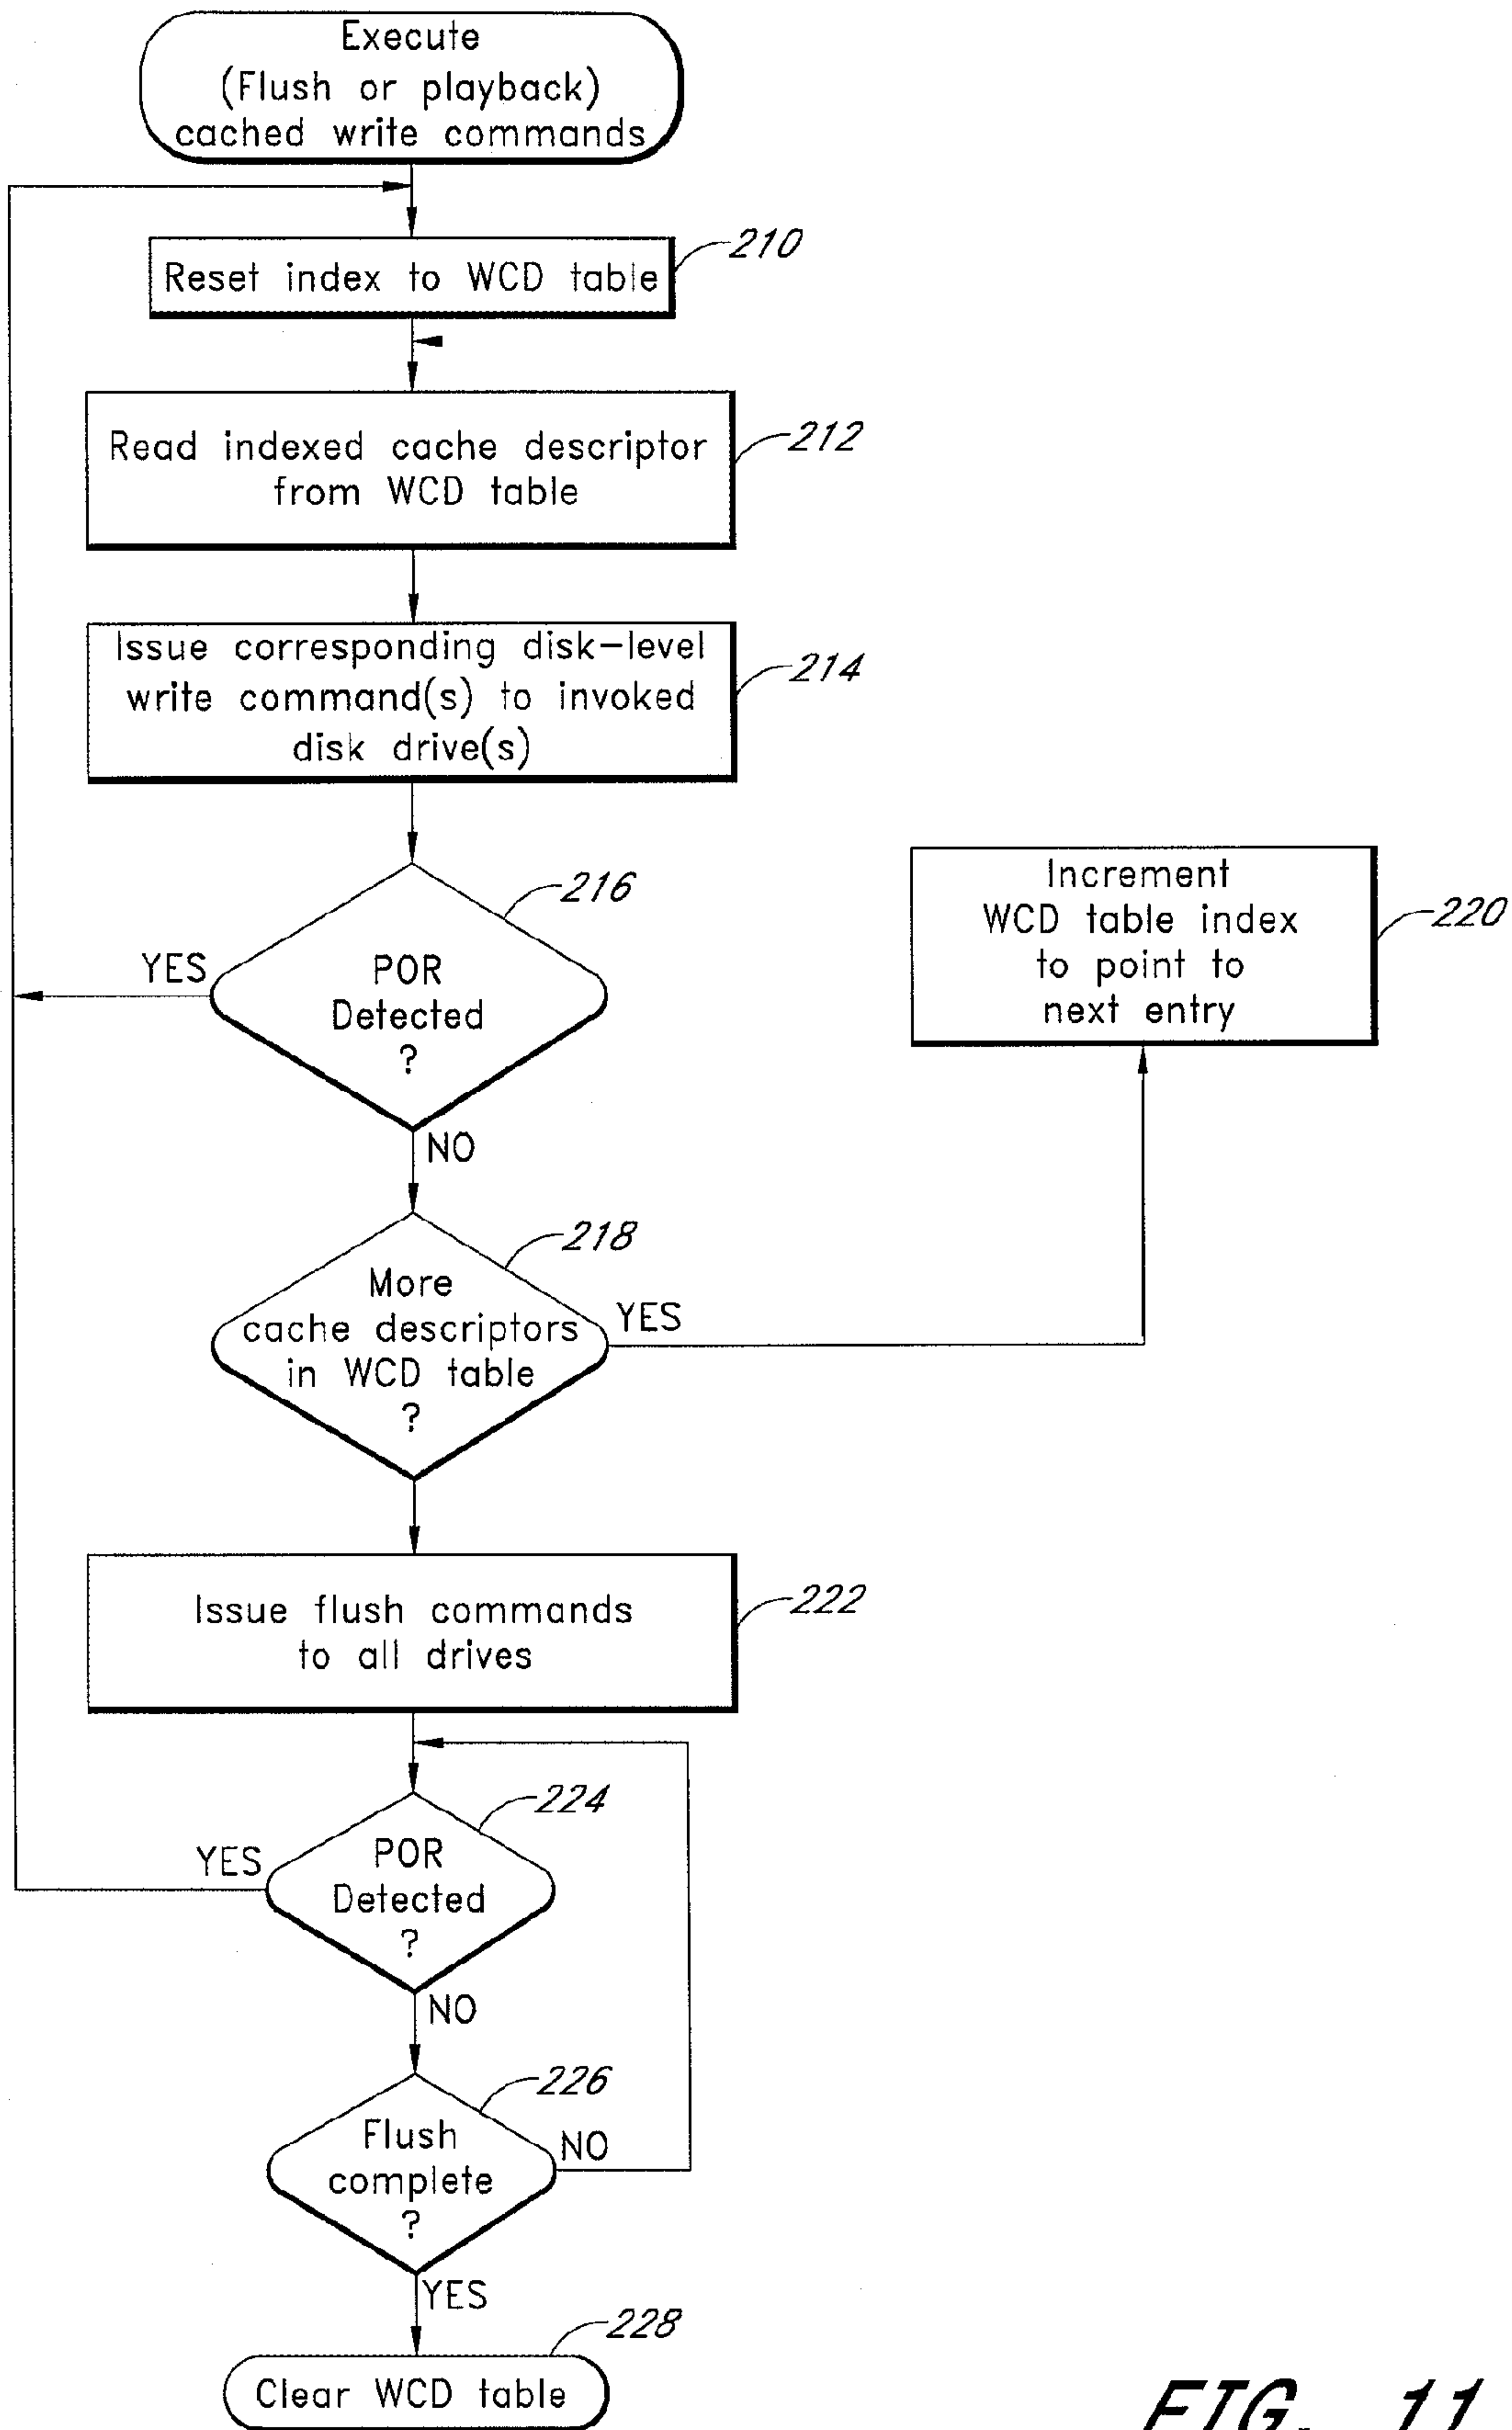 Execute
(Flush or playback)
cached write commands
210
Reset index to WCD table
212
Read indexed cache descriptor
from WCD table
214
Issue corresponding disk-level
write command(s) to invoked
disk drive(s)
216
YES
POR
Detected
?
NO
220
Increment
WCD table index
to point to
next entry
218
More
cache descriptors
in WCD table
?
YES
222
Issue flush commands
to all drives
224
YES
POR
Detected
?
NO
226
Flush
complete
?
NO
YES
228
Clear WCD table
FIG. 11